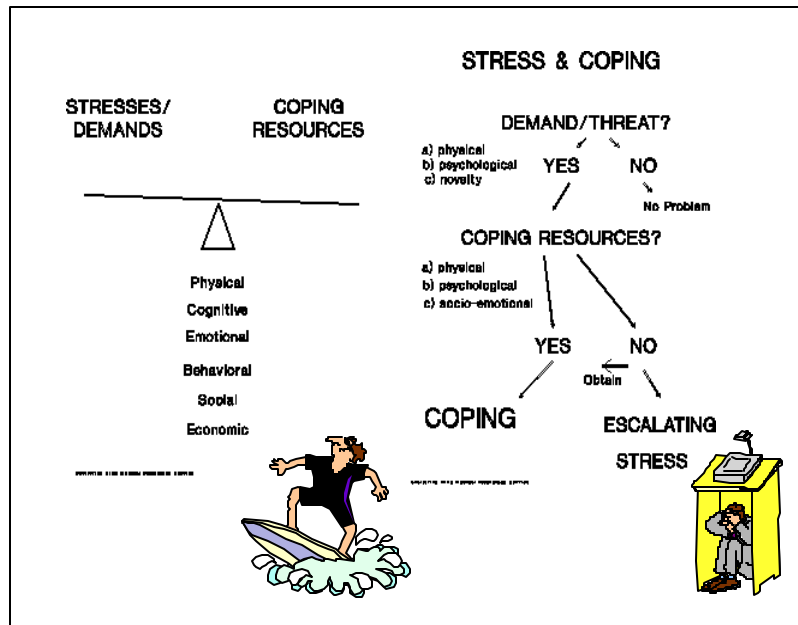 STRESSES/
DEMANDS
COPING
RESOURCES
Physical
Cognitive
Emotional
Behavioral
Social
Economic
STRESS & COPING
DEMAND/THREAT?
a) physical
b) psychological
c) novelty
YES
NO
No Problem
COPING RESOURCES?
a) physical
b) psychological
c) socio-emotional
YES
NO
Obtain
COPING
ESCALATING
STRESS